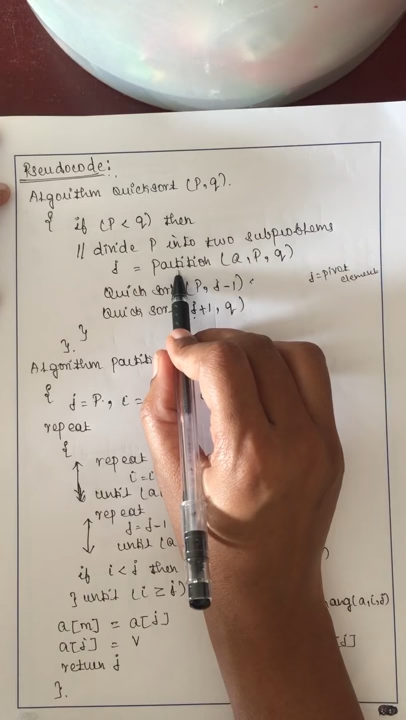 Pseudocode:
Algorithm Quicksort (P,q).
{ if (P < q) then
// divide P into two subproblems
j = Partition (a, P, q)
Quick sort (P, j-1)
j = pivot element
Quick sort (j+1, q)
}
}.
Algorithm
{ j = P, i =
repeat
{
repeat
until
repeat
j = j-1
until
if i < j then
} until (i ≥ j)
a[m] = a[j]
a[j] = v
return j
}.